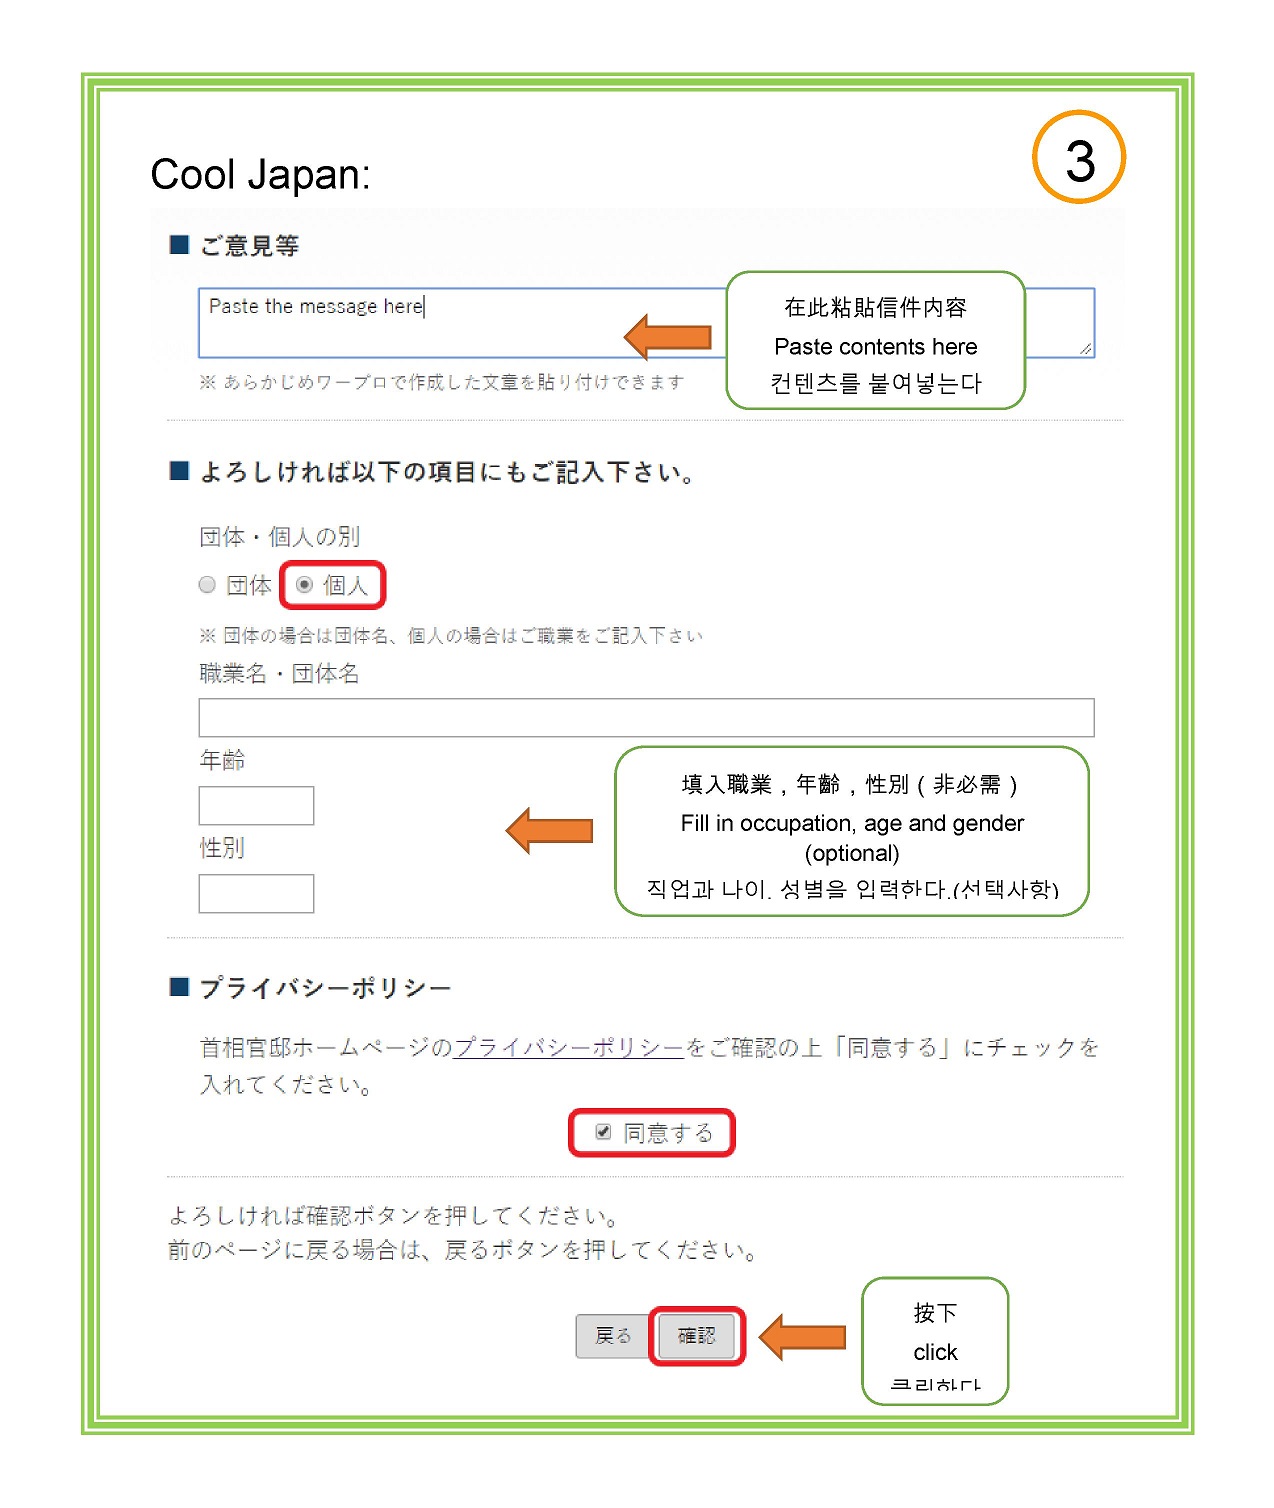 3
Cool Japan:
■ ご意見等
Paste the message here
在此粘貼信件内容
Paste contents here
컨텐츠를 붙여넣는다
※ あらかじめワープロで作成した文章を貼り付けできます
■ よろしければ以下の項目にもご記入下さい。
団体・個人の別
団体 個人
※ 団体の場合は団体名、個人の場合はご職業をご記入下さい
職業名・団体名
年齢
填入職業，年齡，性別（非必需）
Fill in occupation, age and gender
(optional)
직업과 나이. 성별을 입력한다.(선택사항)
性別
■ プライバシーポリシー
首相官邸ホームページのプライバシーポリシーをご確認の上「同意する」にチェックを
入れてください。
同意する
よろしければ確認ボタンを押してください。
前のページに戻る場合は、戻るボタンを押してください。
戻る 確認
按下
click
클릭하다